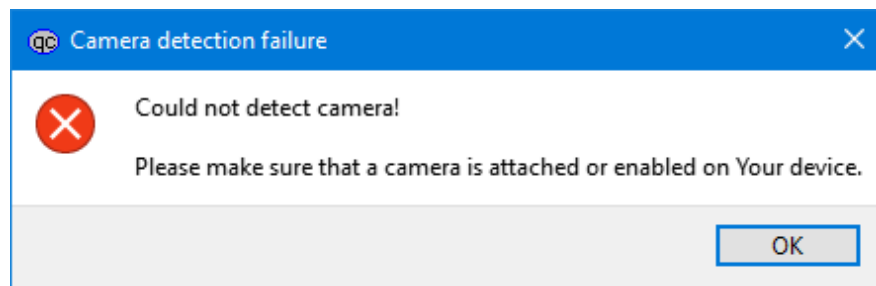 qc Camera detection failure
Could not detect camera!
Please make sure that a camera is attached or enabled on Your device.
OK